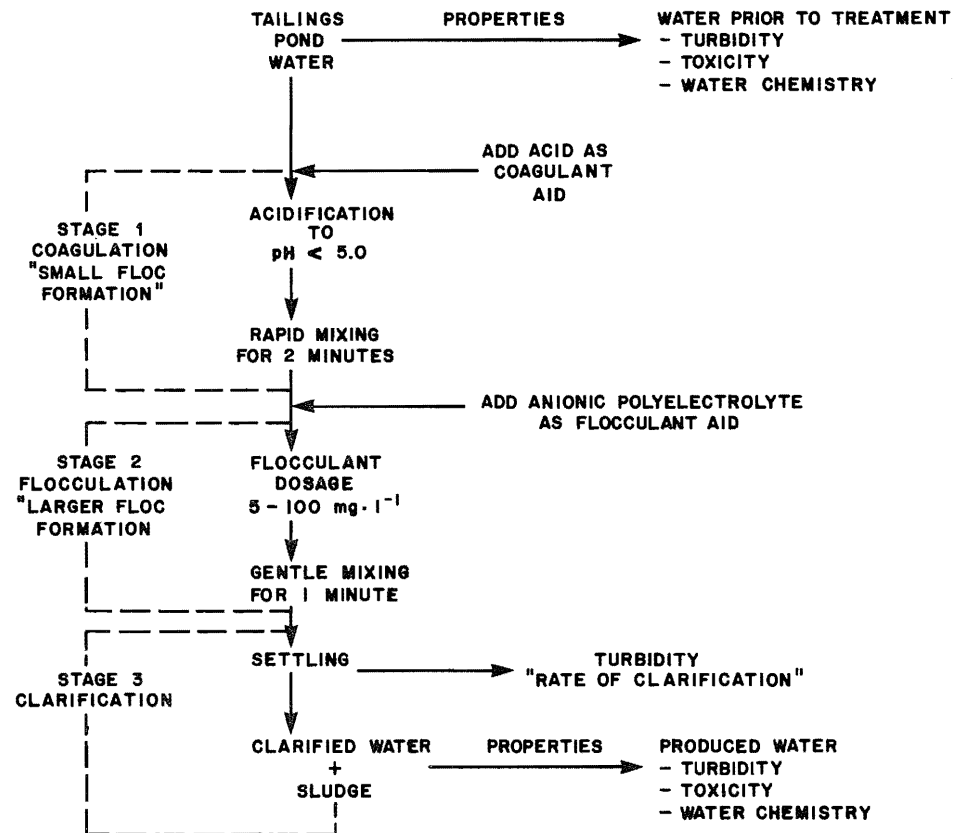 TAILINGS
POND
WATER
PROPERTIES
WATER PRIOR TO TREATMENT
- TURBIDITY
- TOXICITY
- WATER CHEMISTRY
ADD ACID AS
COAGULANT
AID
STAGE 1
COAGULATION
"SMALL FLOC
FORMATION"
ACIDIFICATION
TO
pH < 5.0
RAPID MIXING
FOR 2 MINUTES
ADD ANIONIC POLYELECTROLYTE
AS FLOCCULANT AID
STAGE 2
FLOCCULATION
"LARGER FLOC
FORMATION
FLOCCULANT
DOSAGE
5 - 100 mg·l⁻¹
GENTLE MIXING
FOR 1 MINUTE
STAGE 3
CLARIFICATION
SETTLING
TURBIDITY
"RATE OF CLARIFICATION"
CLARIFIED WATER
+
SLUDGE
PROPERTIES
PRODUCED WATER
- TURBIDITY
- TOXICITY
- WATER CHEMISTRY